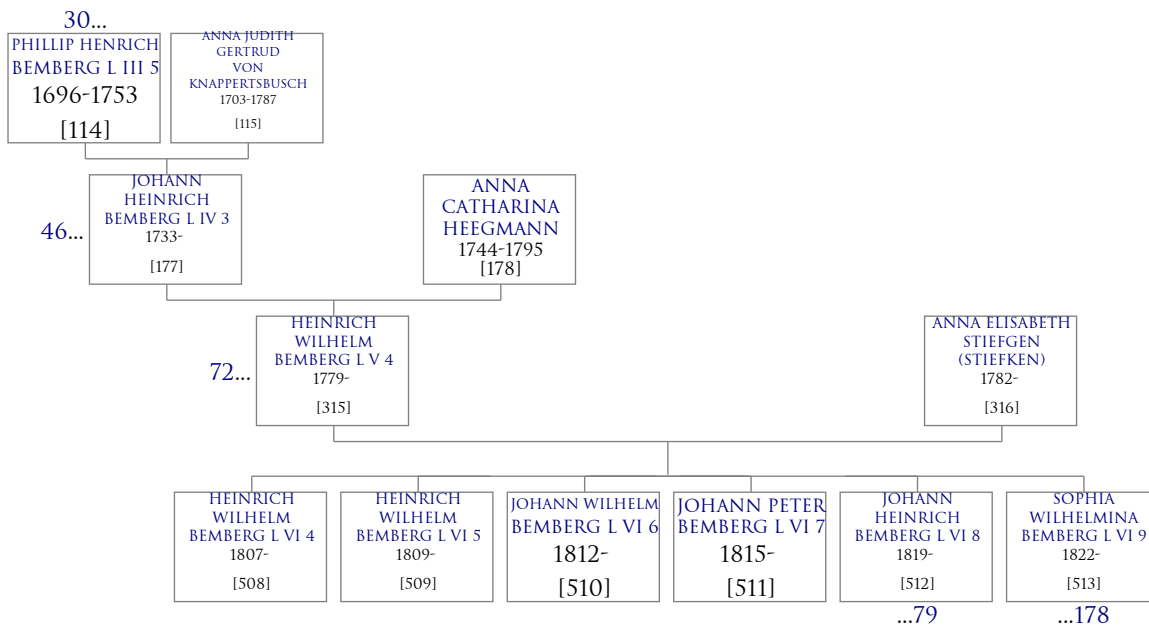 30...
PHILLIP HENRICH
BEMBERG L III 5
1696-1753
[114]
ANNA JUDITH
GERTRUD
VON
KNAPPERTSBUSCH
1703-1787
[115]
46...
JOHANN
HEINRICH
BEMBERG L IV 3
1733-
[177]
ANNA
CATHARINA
HEEGMANN
1744-1795
[178]
72...
HEINRICH
WILHELM
BEMBERG L V 4
1779-
[315]
ANNA ELISABETH
STIEFGEN
(STIEFKEN)
1782-
[316]
HEINRICH
WILHELM
BEMBERG L VI 4
1807-
[508]
HEINRICH
WILHELM
BEMBERG L VI 5
1809-
[509]
JOHANN WILHELM
BEMBERG L VI 6
1812-
[510]
JOHANN PETER
BEMBERG L VI 7
1815-
[511]
JOHANN
HEINRICH
BEMBERG L VI 8
1819-
[512]
...79
SOPHIA
WILHELMINA
BEMBERG L VI 9
1822-
[513]
...178